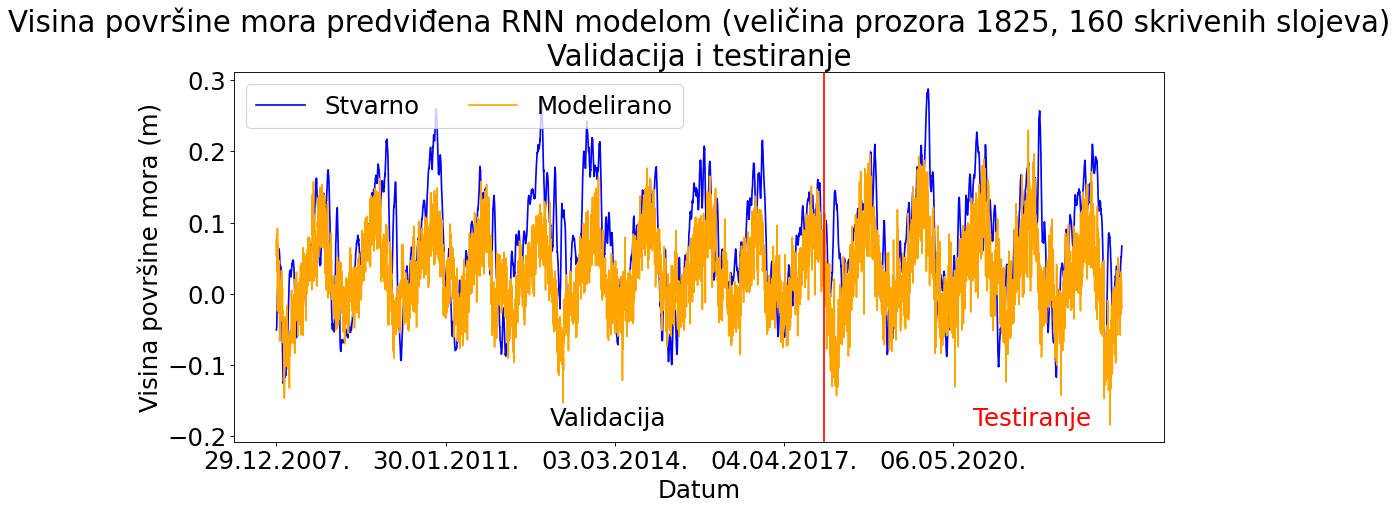 Visina površine mora predviđena RNN modelom (veličina prozora 1825, 160 skrivenih slojeva)
Validacija i testiranje
Stvarno
Modelirano
Visina površine mora (m)
0.3
0.2
0.1
0.0
−0.1
−0.2
Validacija
Testiranje
29.12.2007.
30.01.2011.
03.03.2014.
04.04.2017.
06.05.2020.
Datum